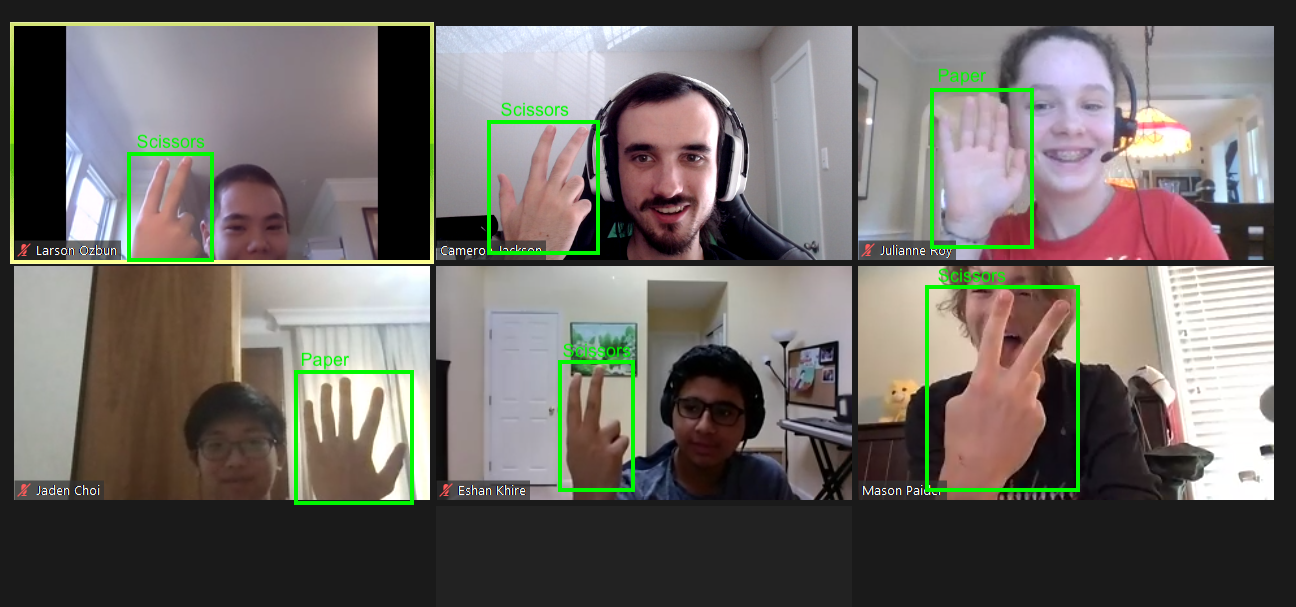 Scissors
Larson Ozbun
Scissors
Cameron Jackson
Paper
Julianne Roy
Paper
Jaden Choi
Scissors
Eshan Khire
Scissors
Mason Paider